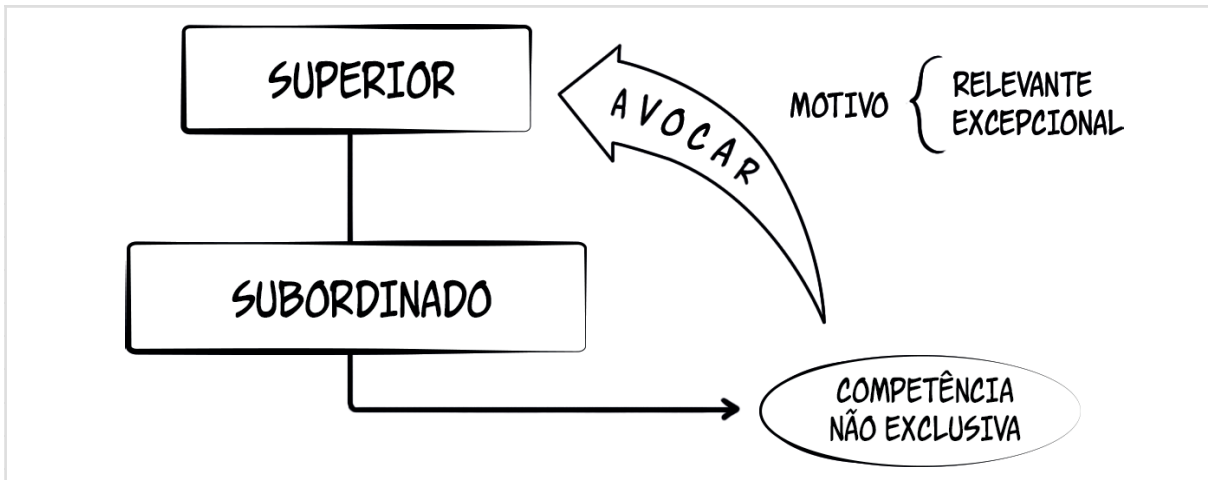 SUPERIOR
AVOCAR
MOTIVO
RELEVANTE
EXCEPCIONAL
SUBORDINADO
COMPETÊNCIA
NÃO EXCLUSIVA